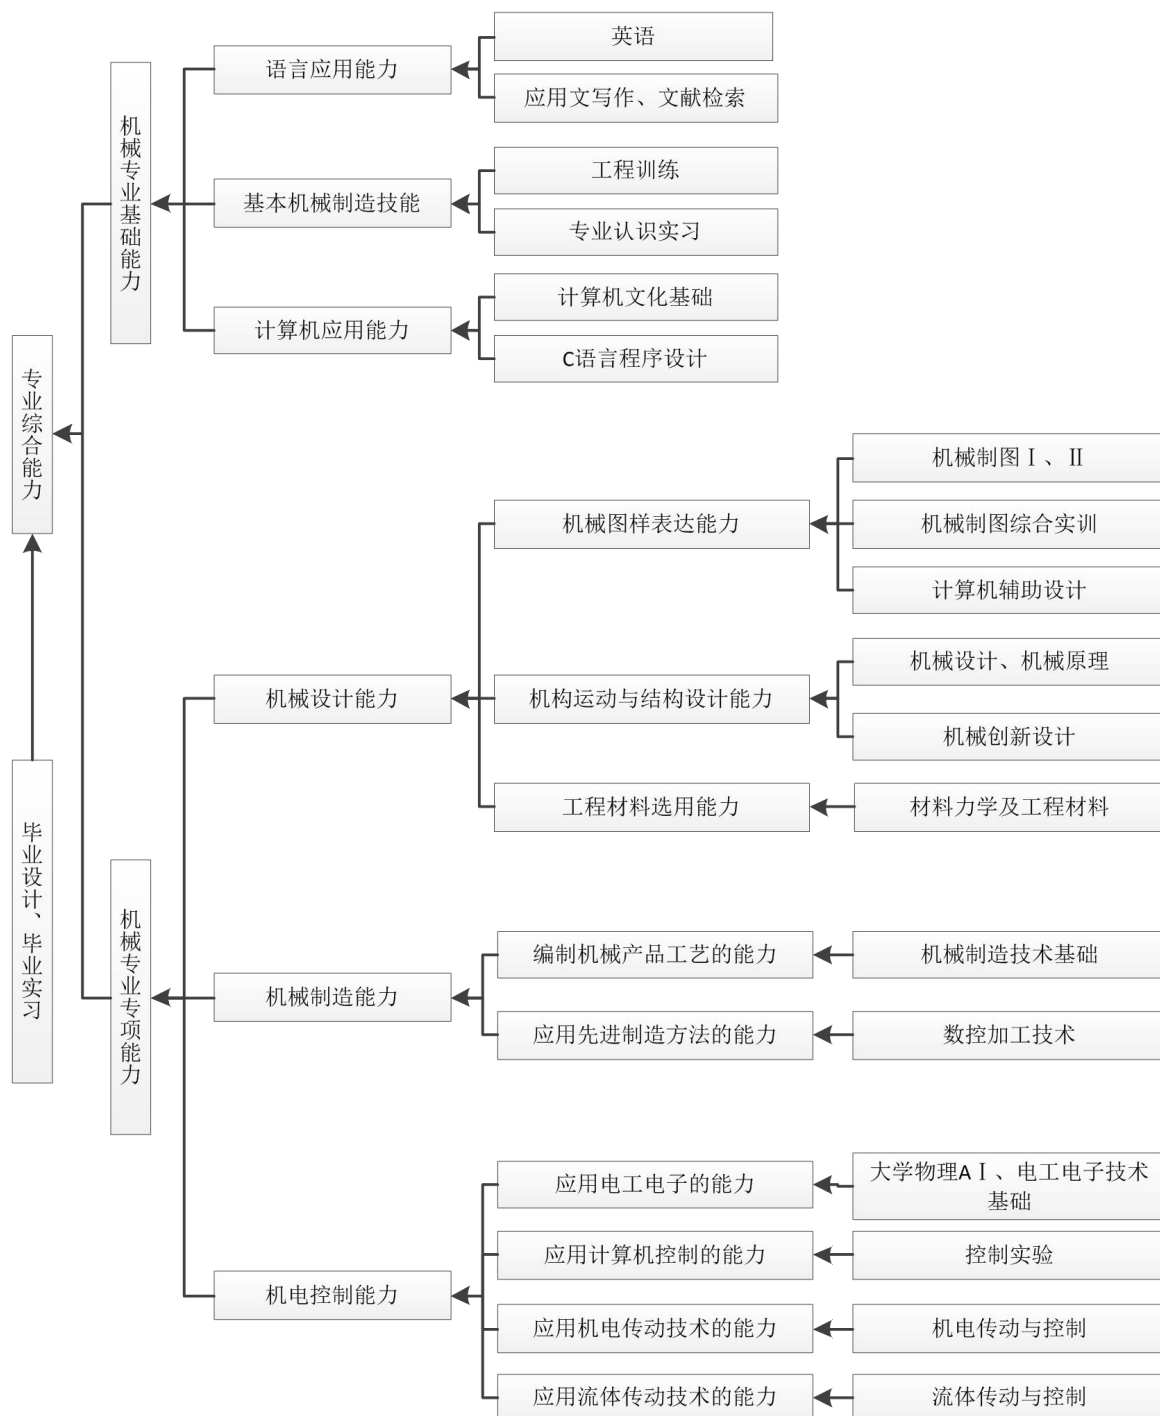 英语
语言应用能力
应用文写作、文献检索
机械专业基础能力
工程训练
基本机械制造技能
专业认识实习
计算机文化基础
计算机应用能力
C语言程序设计
专业综合能力
机械制图Ⅰ、Ⅱ
机械图样表达能力
机械制图综合实训
计算机辅助设计
机械设计能力
机械设计、机械原理
机构运动与结构设计能力
机械创新设计
工程材料选用能力
材料力学及工程材料
毕业设计、毕业实习
机械专业专项能力
编制机械产品工艺的能力
机械制造技术基础
机械制造能力
应用先进制造方法的能力
数控加工技术
应用电工电子的能力
大学物理AⅠ、电工电子技术
基础
应用计算机控制的能力
控制实验
机电控制能力
应用机电传动技术的能力
机电传动与控制
应用流体传动技术的能力
流体传动与控制